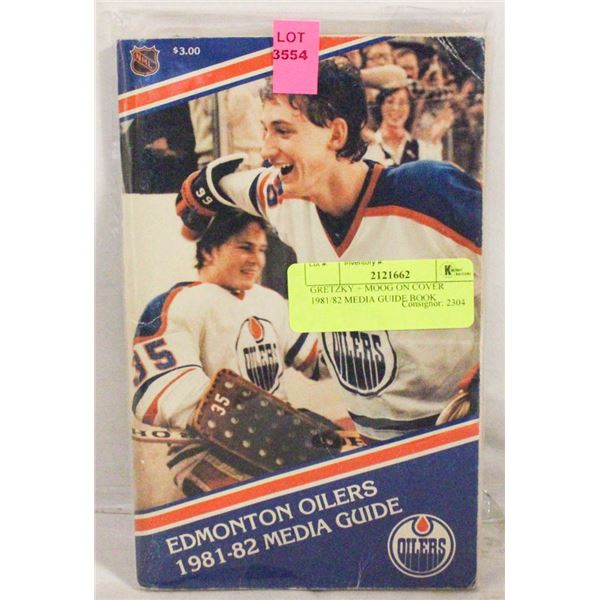 LOT
3554
NHL
$3.00
99
Lot #: Inventory #
2121662
GRETZKY + MOOG ON COVER
1981/82 MEDIA GUIDE BOOK
Consignor: 2304
OILERS
35
35
EDMONTON OILERS
1981-82 MEDIA GUIDE
OILERS